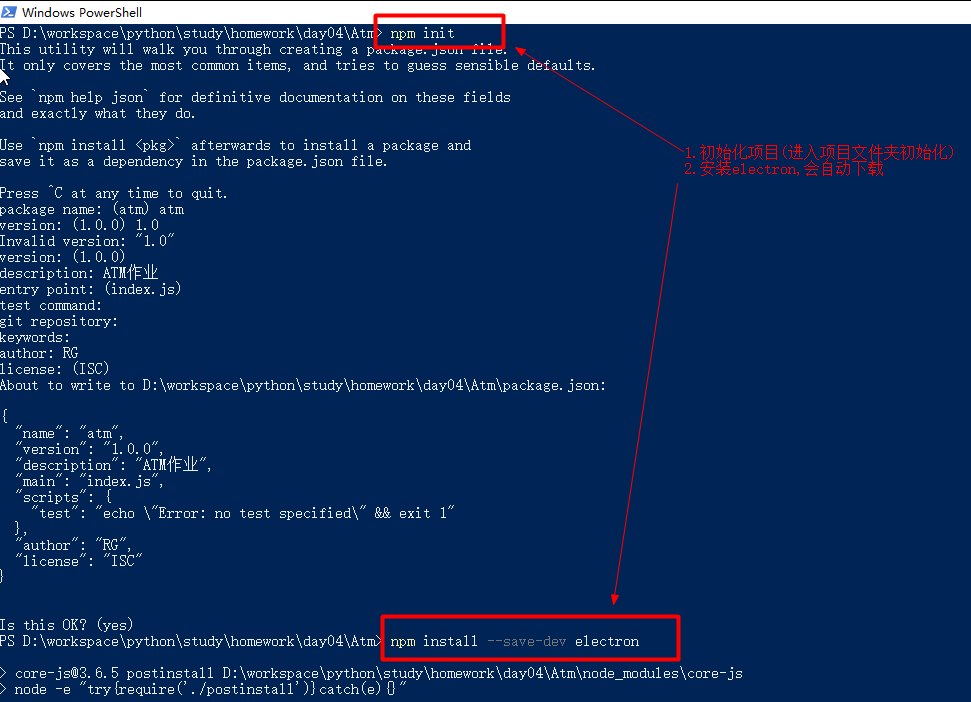 Windows PowerShell
PS D:\workspace\python\study\homework\day04\Atm> npm init
This utility will walk you through creating a package.json file.
It only covers the most common items, and tries to guess sensible defaults.
See `npm help json` for definitive documentation on these fields
and exactly what they do.
Use `npm install <pkg>` afterwards to install a package and
save it as a dependency in the package.json file.
1.初始化项目(进入项目文件夹初始化)
2.安装electron,会自动下载
Press ^C at any time to quit.
package name: (atm) atm
version: (1.0.0) 1.0
Invalid version: "1.0"
version: (1.0.0)
description: ATM作业
entry point: (index.js)
test command:
git repository:
keywords:
author: RG
license: (ISC)
About to write to D:\workspace\python\study\homework\day04\Atm\package.json:
{
"name": "atm",
"version": "1.0.0",
"description": "ATM作业",
"main": "index.js",
"scripts": {
"test": "echo \"Error: no test specified\" && exit 1"
},
"author": "RG",
"license": "ISC"
}
Is this OK? (yes)
PS D:\workspace\python\study\homework\day04\Atm> npm install --save-dev electron
> core-js@3.6.5 postinstall D:\workspace\python\study\homework\day04\Atm\node_modules\core-js
> node -e "try{require('./postinstall')}catch(e){}"